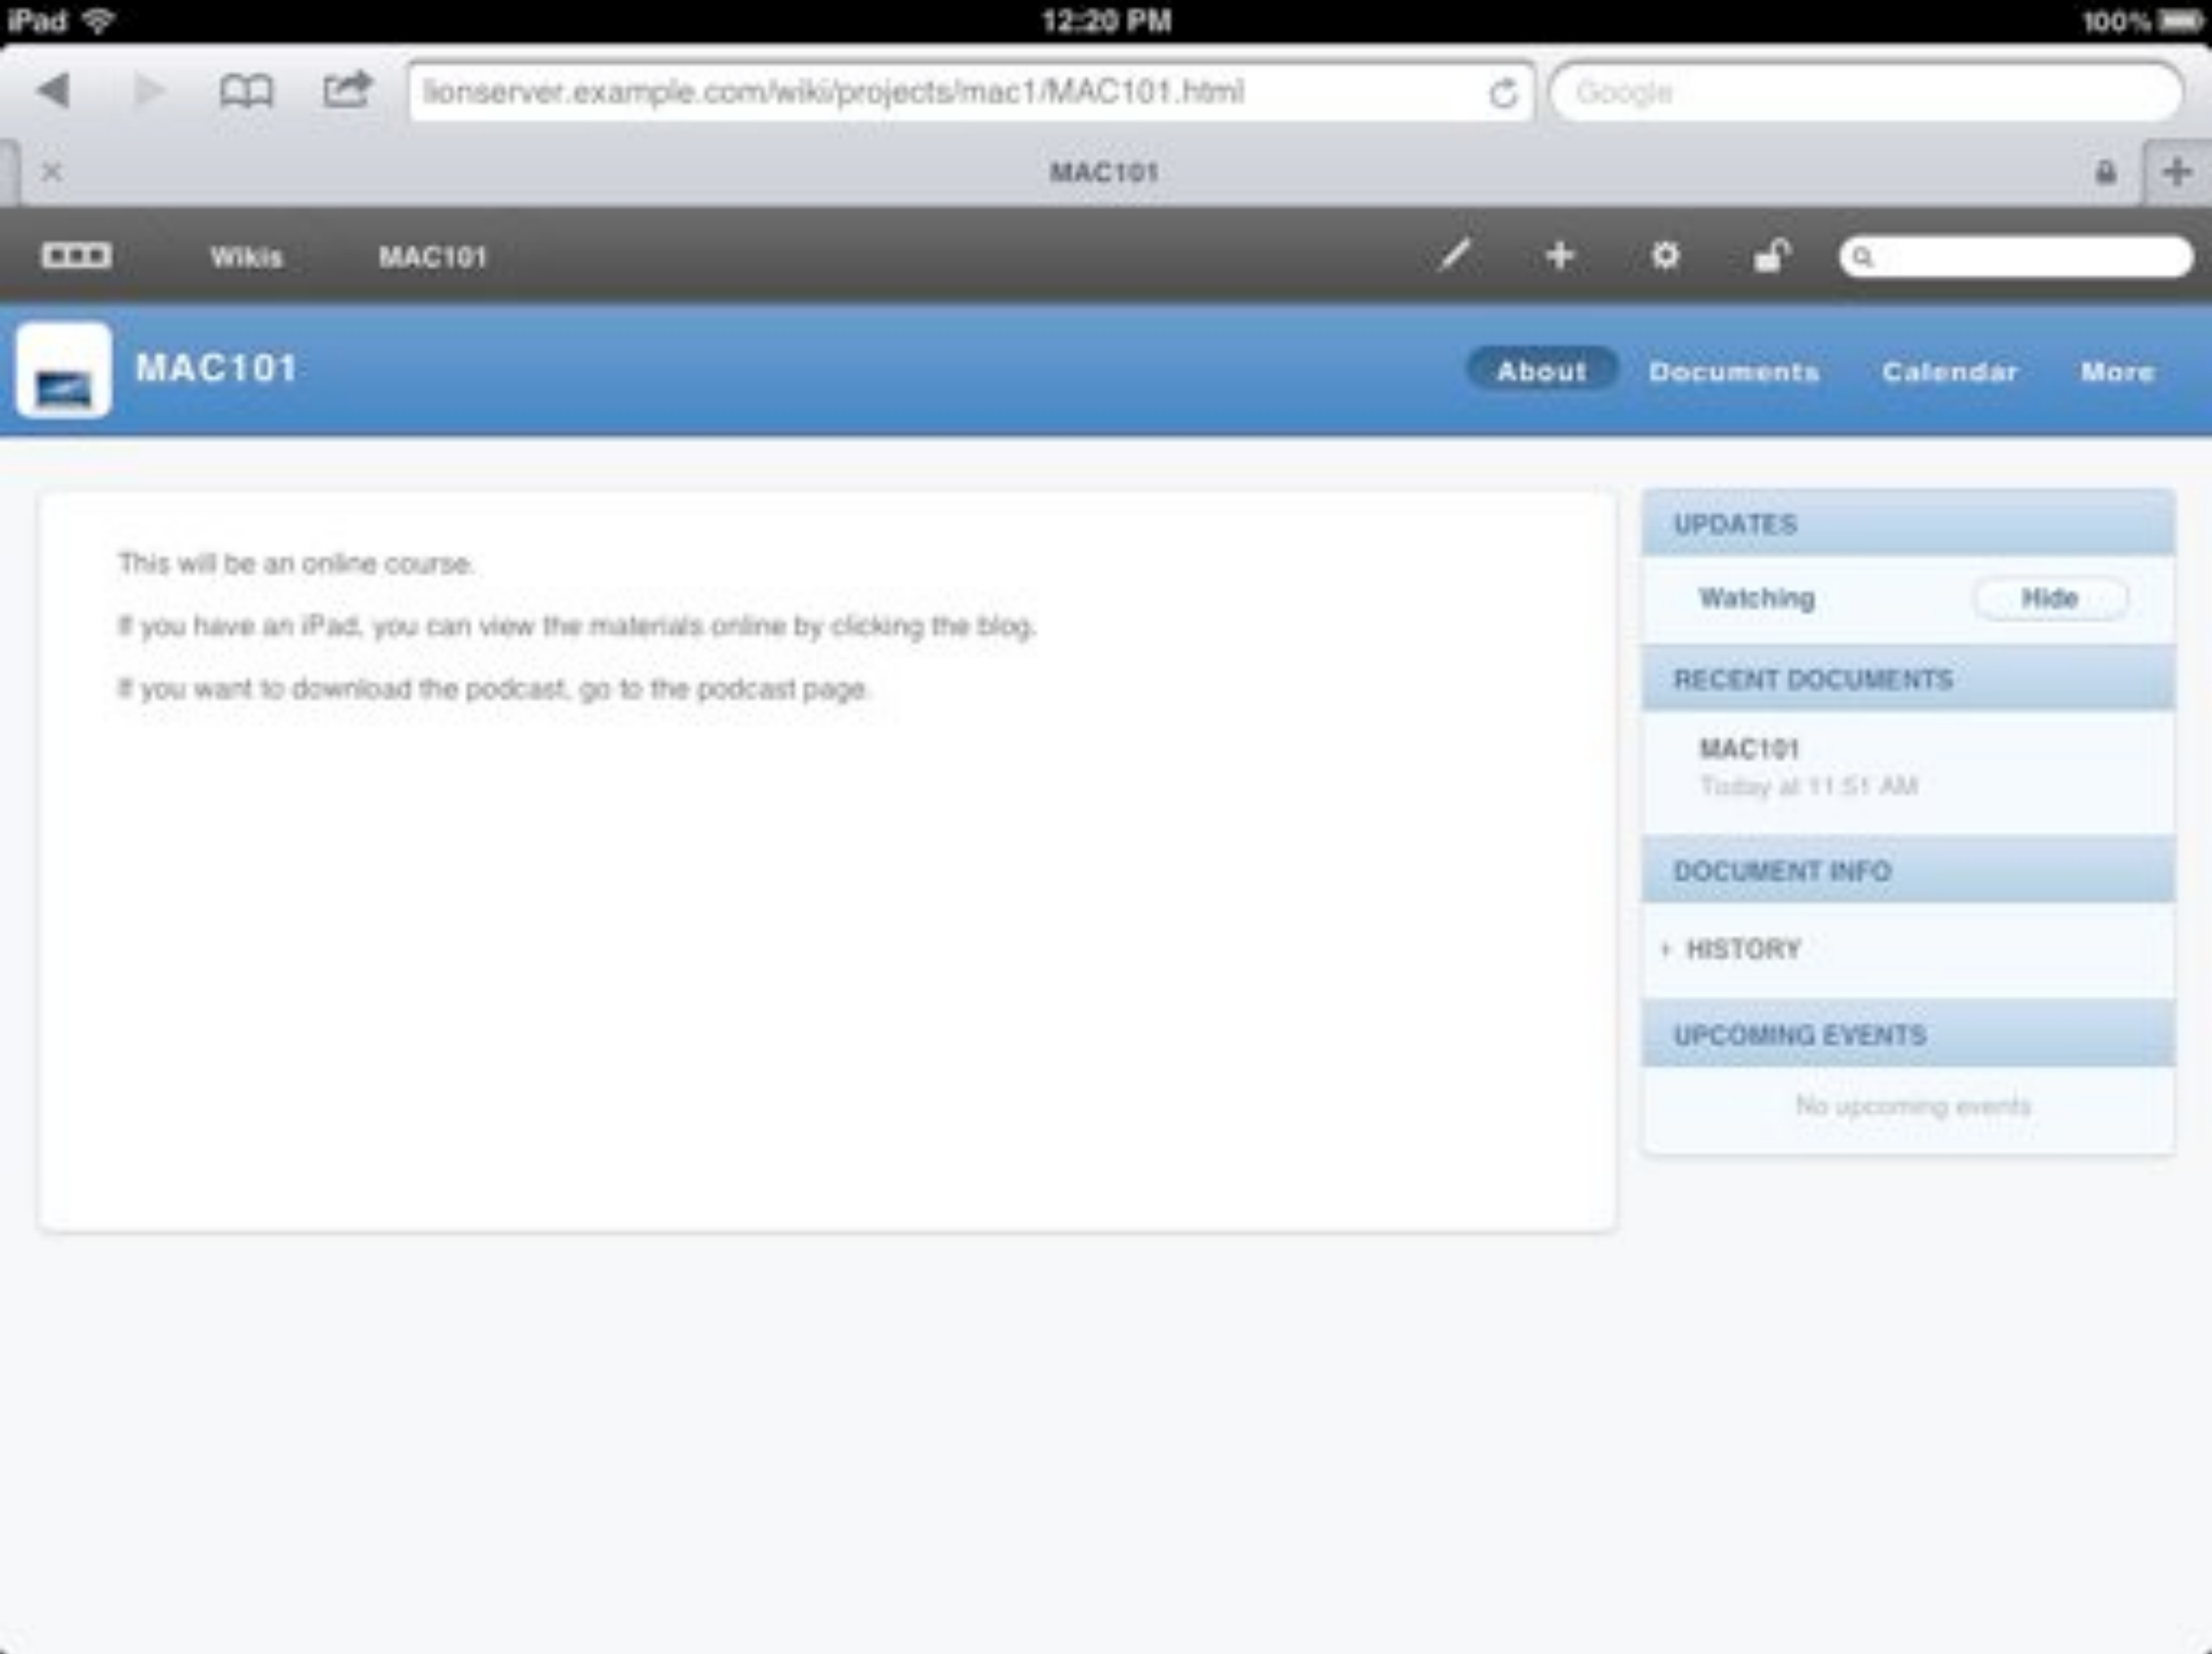 iPad 12:20 PM 100%
lionserver.example.com/wiki/projects/mac1/MAC101.html Google
MAC101
Wikis MAC101
MAC101 About Documents Calendar More
This will be an online course.
If you have an iPad, you can view the materials online by clicking the blog.
If you want to download the podcast, go to the podcast page.
UPDATES
Watching Hide
RECENT DOCUMENTS
MAC101
Today at 11:51 AM
DOCUMENT INFO
HISTORY
UPCOMING EVENTS
No upcoming events